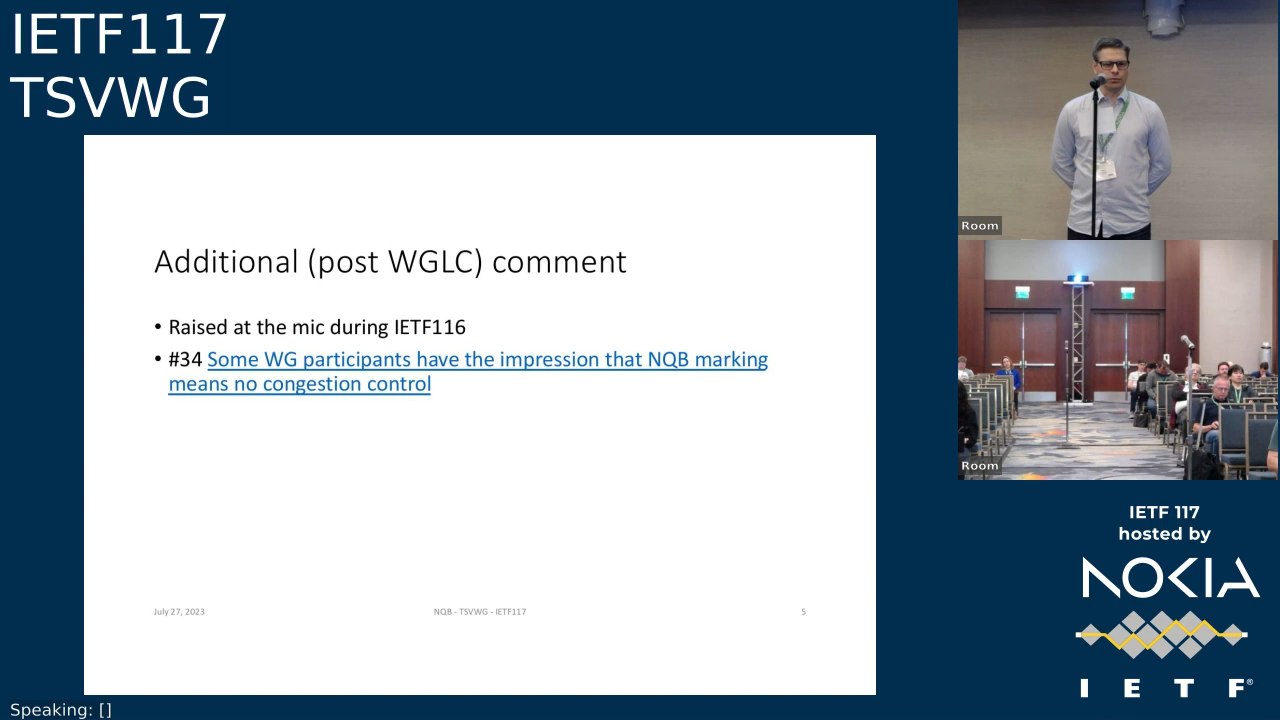 IETF117
TSVWG
Additional (post WGLC) comment
• Raised at the mic during IETF116
• #34 Some WG participants have the impression that NQB marking
means no congestion control
July 27, 2023
NQB - TSVWG - IETF117
5
Room
Room
IETF 117
hosted by
NOKIA
I E T F®
Speaking: []